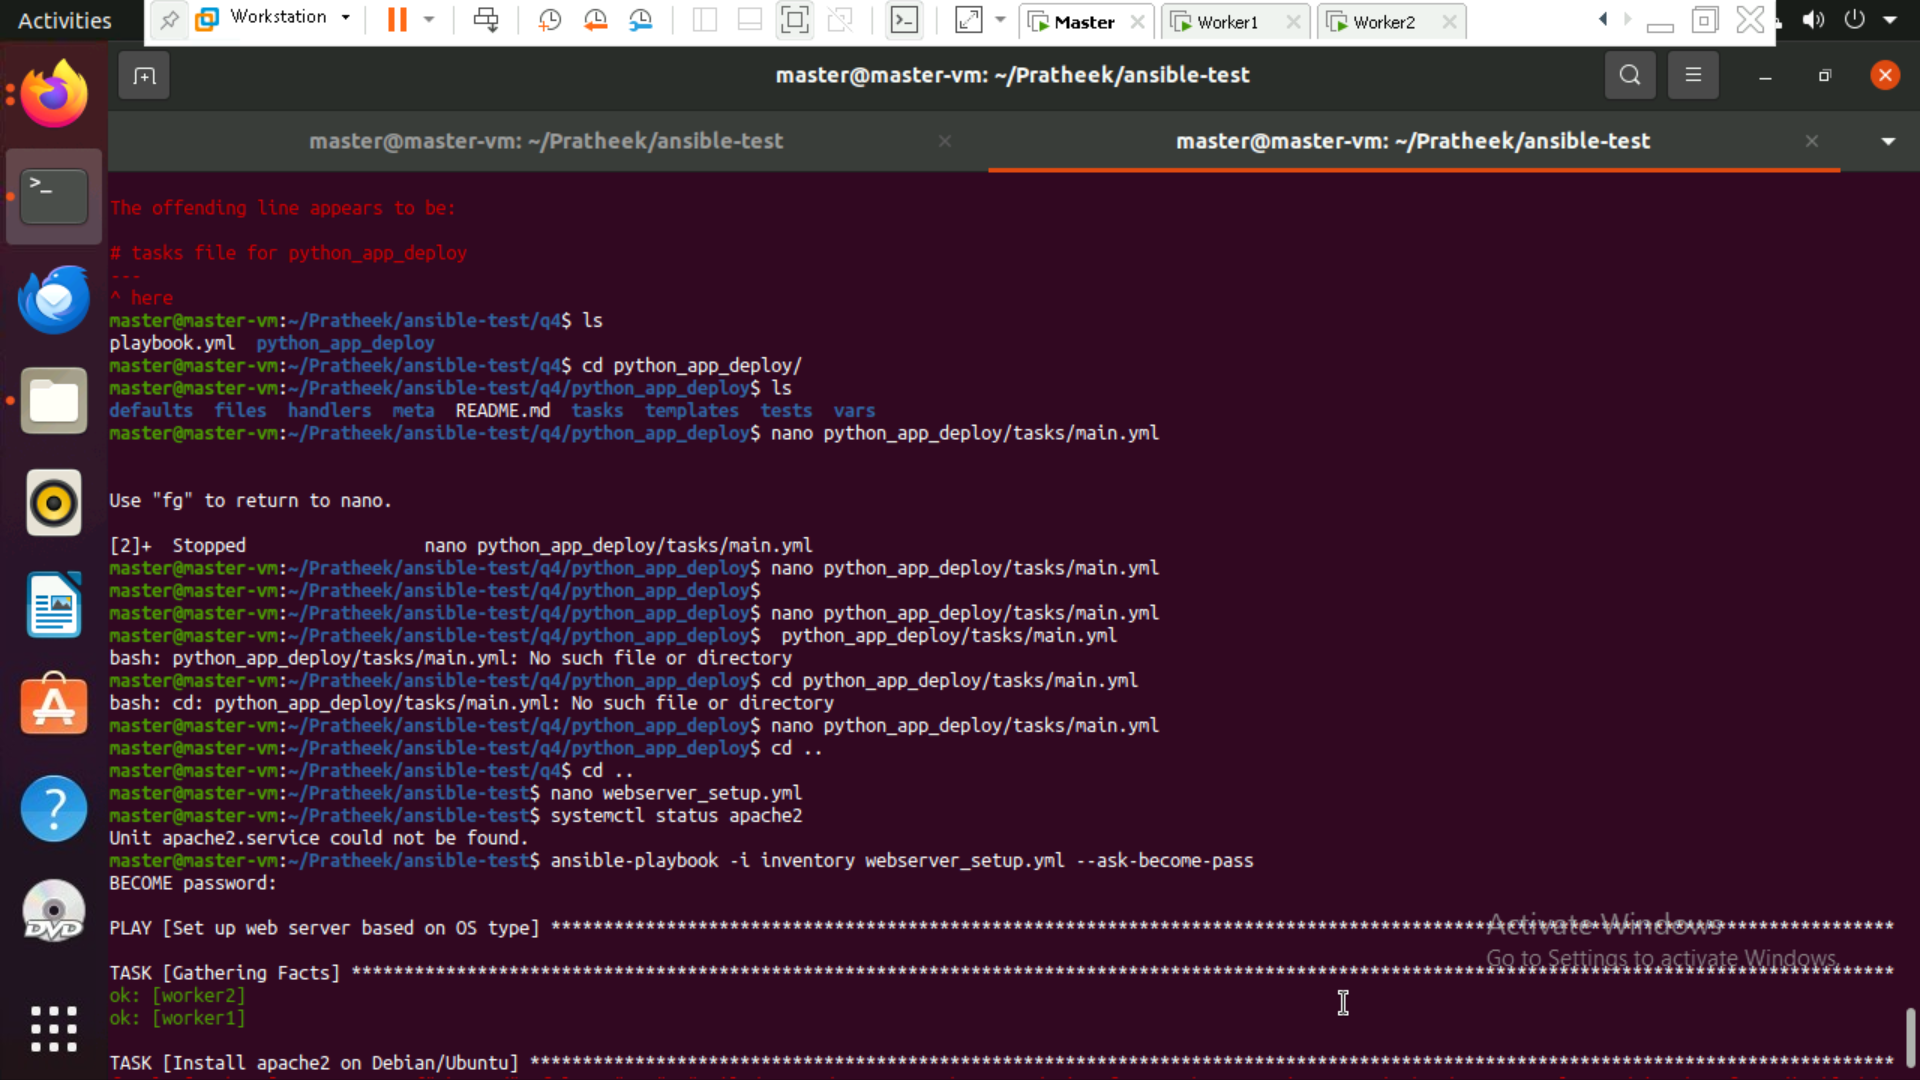 Activities
Workstation
Master
Worker1
Worker2
master@master-vm: ~/Pratheek/ansible-test
master@master-vm: ~/Pratheek/ansible-test
master@master-vm: ~/Pratheek/ansible-test
The offending line appears to be:
# tasks file for python_app_deploy
---
^ here
master@master-vm:~/Pratheek/ansible-test/q4$ ls
playbook.yml  python_app_deploy
master@master-vm:~/Pratheek/ansible-test/q4$ cd python_app_deploy/
master@master-vm:~/Pratheek/ansible-test/q4/python_app_deploy$ ls
defaults  files  handlers  meta  README.md  tasks  templates  tests  vars
master@master-vm:~/Pratheek/ansible-test/q4/python_app_deploy$ nano python_app_deploy/tasks/main.yml
Use "fg" to return to nano.
[2]+  Stopped                 nano python_app_deploy/tasks/main.yml
master@master-vm:~/Pratheek/ansible-test/q4/python_app_deploy$ nano python_app_deploy/tasks/main.yml
master@master-vm:~/Pratheek/ansible-test/q4/python_app_deploy$
master@master-vm:~/Pratheek/ansible-test/q4/python_app_deploy$ nano python_app_deploy/tasks/main.yml
master@master-vm:~/Pratheek/ansible-test/q4/python_app_deploy$  python_app_deploy/tasks/main.yml
bash: python_app_deploy/tasks/main.yml: No such file or directory
master@master-vm:~/Pratheek/ansible-test/q4/python_app_deploy$ cd python_app_deploy/tasks/main.yml
bash: cd: python_app_deploy/tasks/main.yml: No such file or directory
master@master-vm:~/Pratheek/ansible-test/q4/python_app_deploy$ nano python_app_deploy/tasks/main.yml
master@master-vm:~/Pratheek/ansible-test/q4/python_app_deploy$ cd ..
master@master-vm:~/Pratheek/ansible-test/q4$ cd ..
master@master-vm:~/Pratheek/ansible-test$ nano webserver_setup.yml
master@master-vm:~/Pratheek/ansible-test$ systemctl status apache2
Unit apache2.service could not be found.
master@master-vm:~/Pratheek/ansible-test$ ansible-playbook -i inventory webserver_setup.yml --ask-become-pass
BECOME password:
PLAY [Set up web server based on OS type] ********************************************************************************************************************************
TASK [Gathering Facts] ***************************************************************************************************************************************************
ok: [worker2]
ok: [worker1]
TASK [Install apache2 on Debian/Ubuntu] **********************************************************************************************************************************
Activate Windows
Go to Settings to activate Windows.
DVD